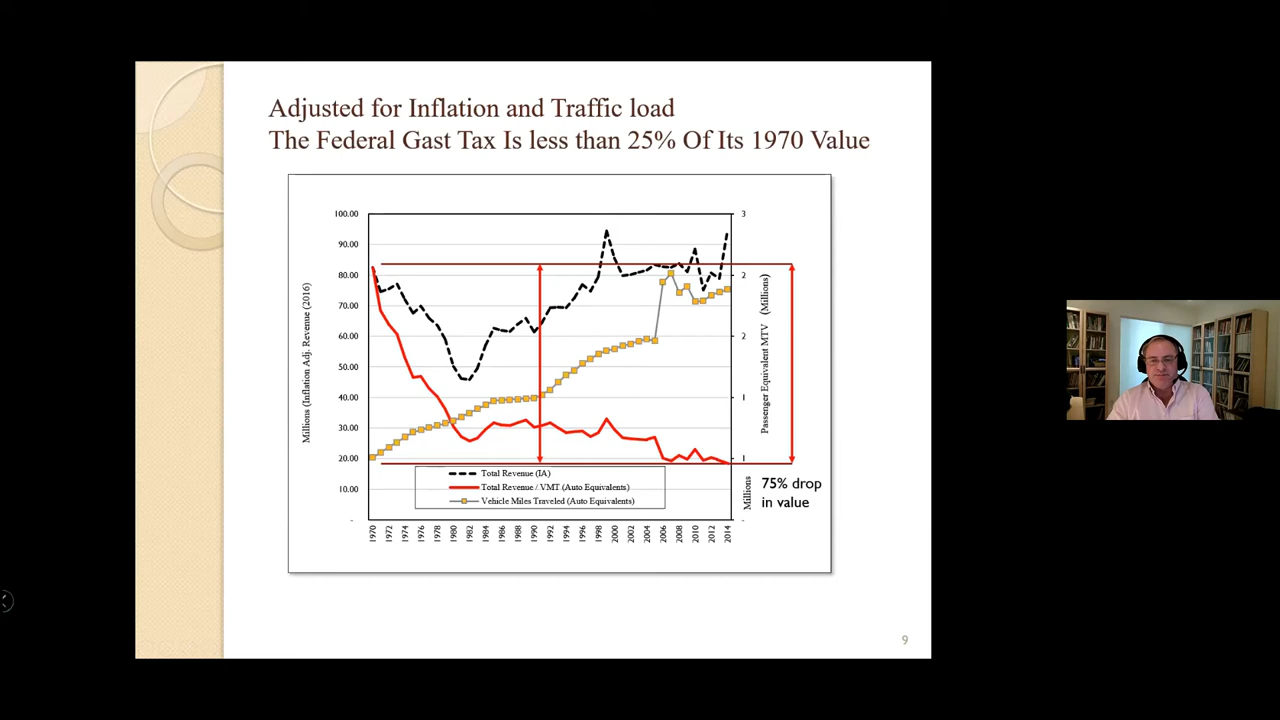 Adjusted for Inflation and Traffic load
The Federal Gast Tax Is less than 25% Of Its 1970 Value
100.00
90.00
80.00
70.00
60.00
50.00
40.00
30.00
20.00
10.00
-
Millions (Inflation Adj. Revenue (2016)
3
2
2
1
1
-
Passenger Equivalent MTV (Millions)
Millions
Total Revenue (IA)
Total Revenue / VMT (Auto Equivalents)
Vehicle Miles Traveled (Auto Equivalents)
75% drop
in value
1970 1972 1974 1976 1978 1980 1982 1984 1986 1988 1990 1992 1994 1996 1998 2000 2002 2004 2006 2008 2010 2012 2014
9